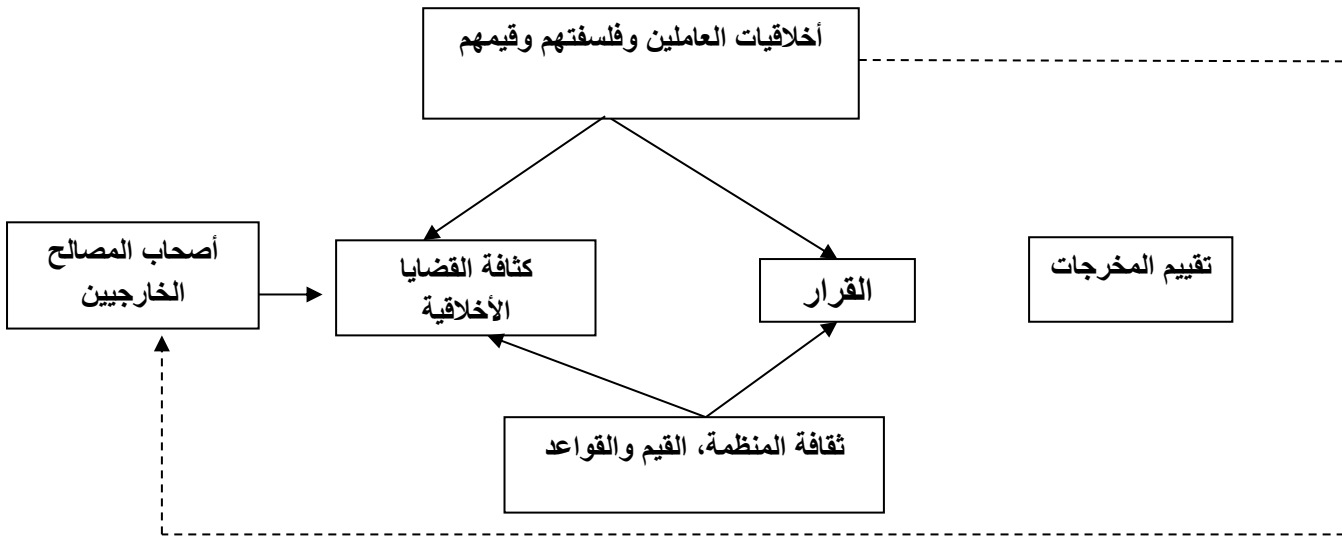 أخلاقيات العاملين وفلسفتهم وقيمهم
تقييم المخرجات
القرار
كثافة القضايا
الأخلاقية
أصحاب المصالح
الخارجيين
ثقافة المنظمة، القيم والقواعد